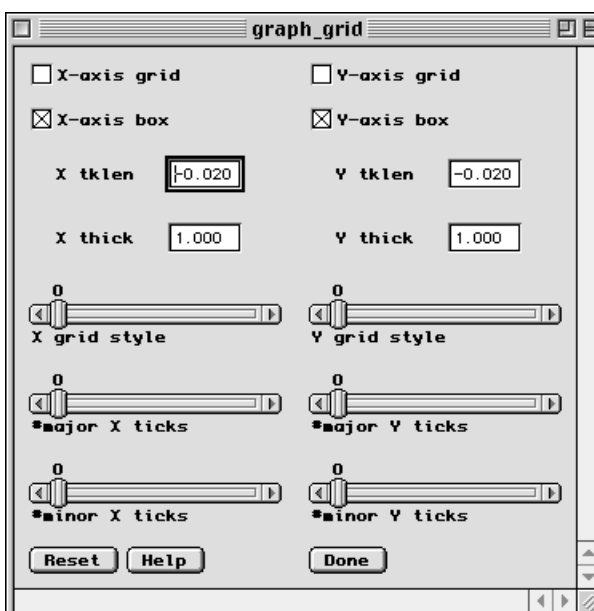 graph_grid
X-axis grid Y-axis grid
X-axis box Y-axis box
X tklen -0.020 Y tklen -0.020
X thick 1.000 Y thick 1.000
0 0
X grid style Y grid style
0 0
#major X ticks #major Y ticks
0 0
#minor X ticks #minor Y ticks
Reset Help Done